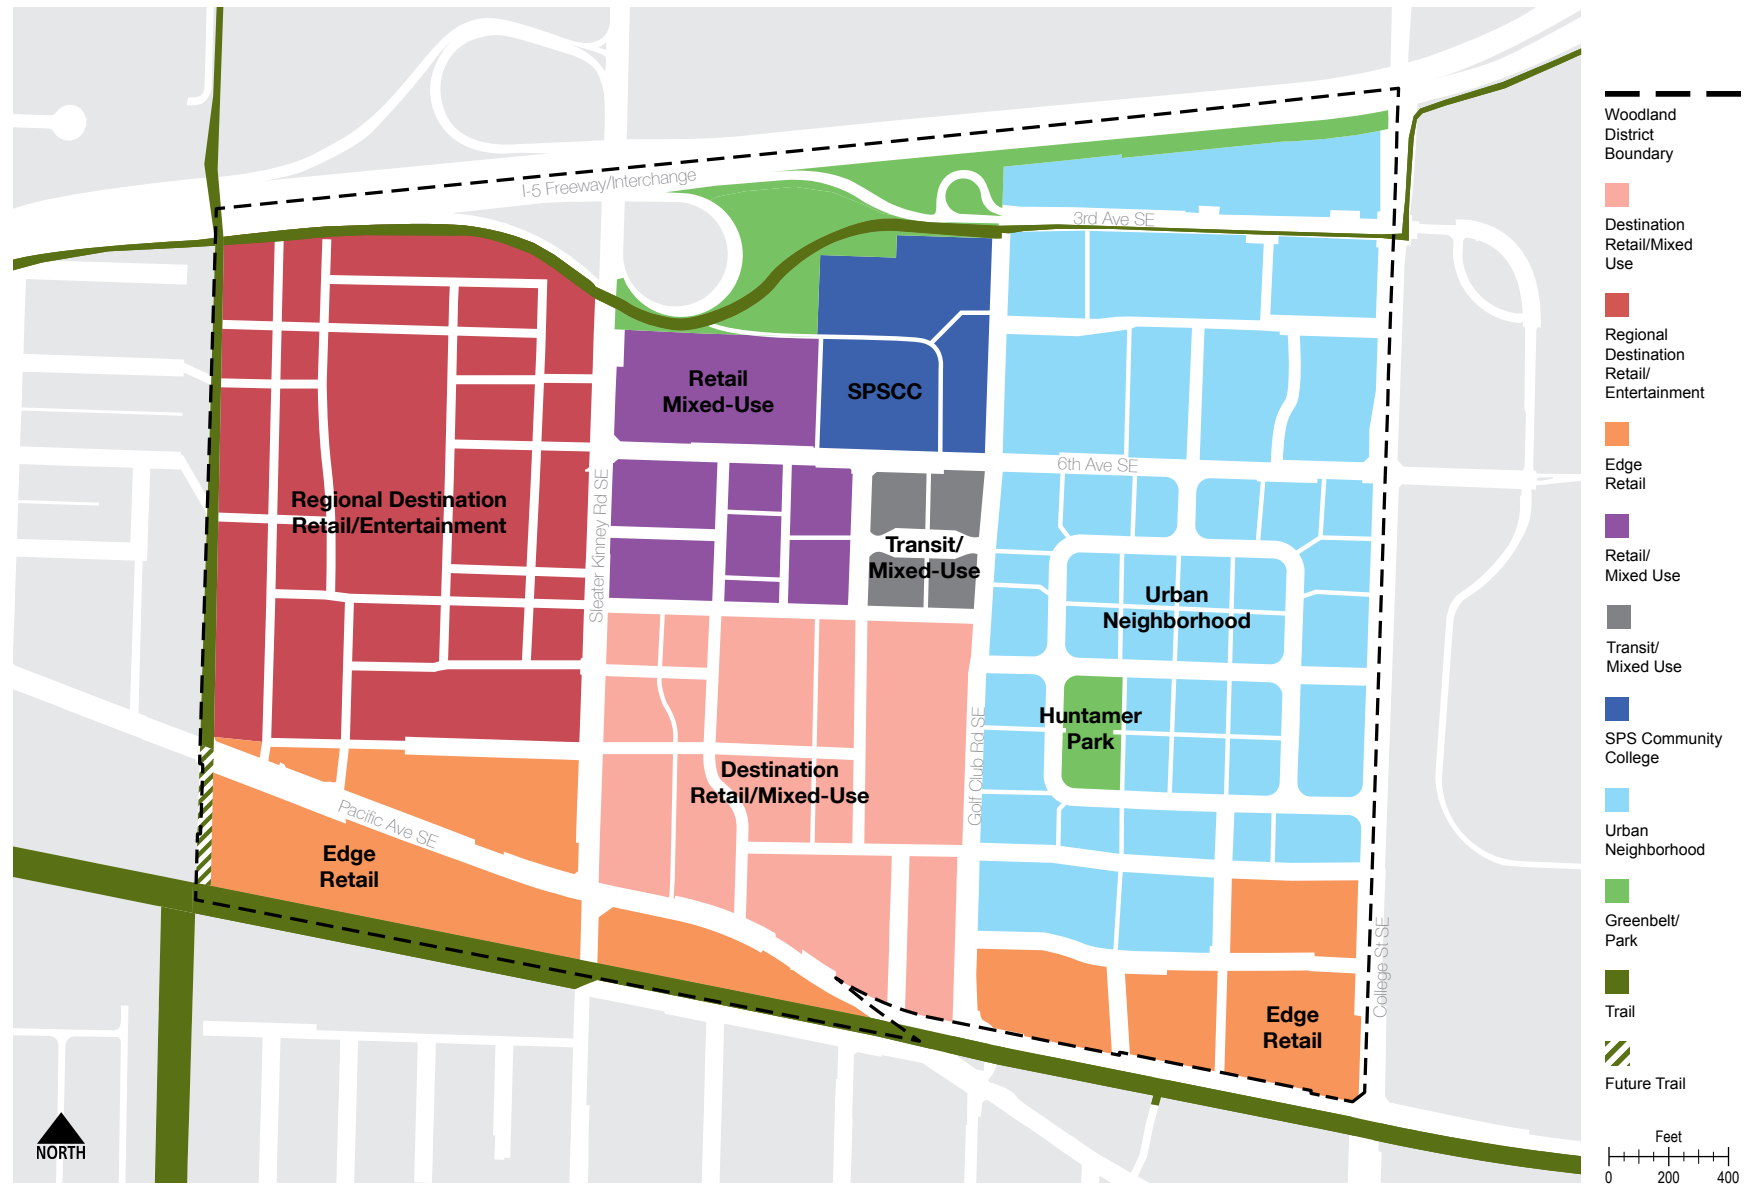 I-5 Freeway/Interchange
3rd Ave SE
Retail
Mixed-Use
SPSCC
6th Ave SE
Regional Destination
Retail/Entertainment
Sleater Kinney Rd SE
Transit/
Mixed-Use
Urban
Neighborhood
Huntamer
Park
Golf Club Rd SE
Destination
Retail/Mixed-Use
Pacific Ave SE
Edge
Retail
College St SE
Edge
Retail
NORTH
Woodland
District
Boundary
Destination
Retail/Mixed
Use
Regional
Destination
Retail/
Entertainment
Edge
Retail
Retail/
Mixed Use
Transit/
Mixed Use
SPS Community
College
Urban
Neighborhood
Greenbelt/
Park
Trail
Future Trail
Feet
0 200 400